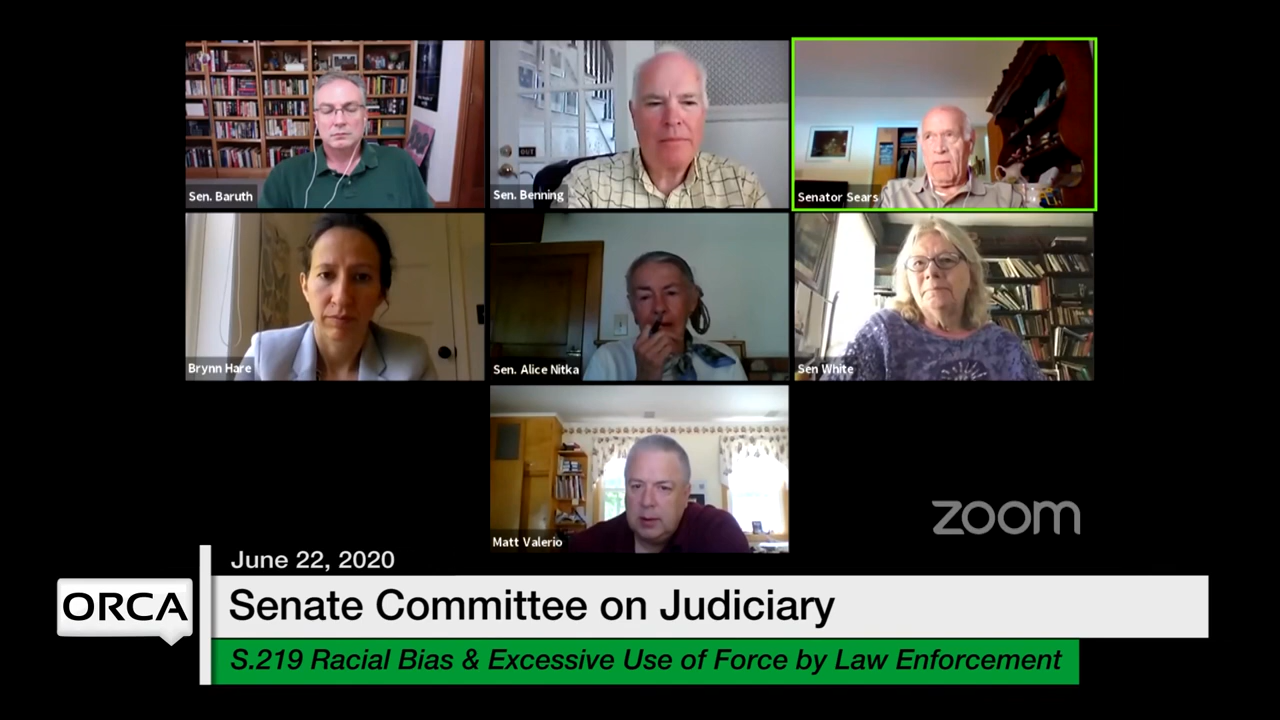 Sen. Baruth
Sen. Benning
Senator Sears
OUT
Brynn Hare
Sen. Alice Nitka
Sen White
Matt Valerio
zoom
June 22, 2020
ORCA
Senate Committee on Judiciary
S.219 Racial Bias & Excessive Use of Force by Law Enforcement